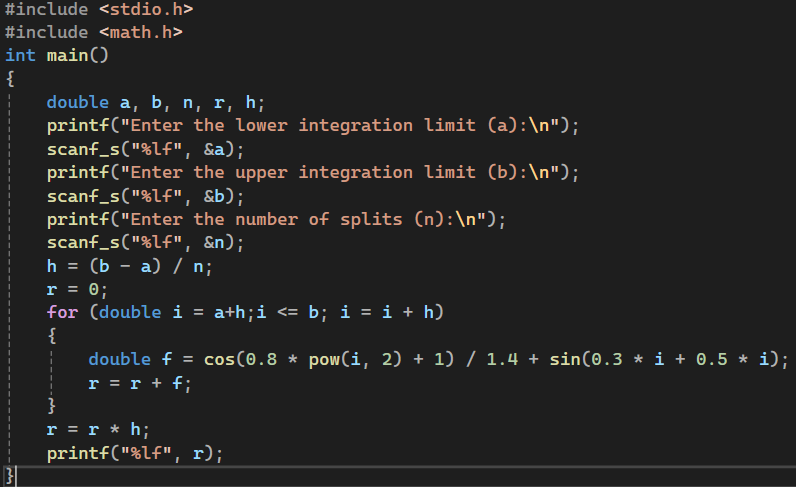 #include <stdio.h>
#include <math.h>
int main()
{
    double a, b, n, r, h;
    printf("Enter the lower integration limit (a):\n");
    scanf_s("%lf", &a);
    printf("Enter the upper integration limit (b):\n");
    scanf_s("%lf", &b);
    printf("Enter the number of splits (n):\n");
    scanf_s("%lf", &n);
    h = (b - a) / n;
    r = 0;
    for (double i = a+h;i <= b; i = i + h)
    {
        double f = cos(0.8 * pow(i, 2) + 1) / 1.4 + sin(0.3 * i + 0.5 * i);
        r = r + f;
    }
    r = r * h;
    printf("%lf", r);
}